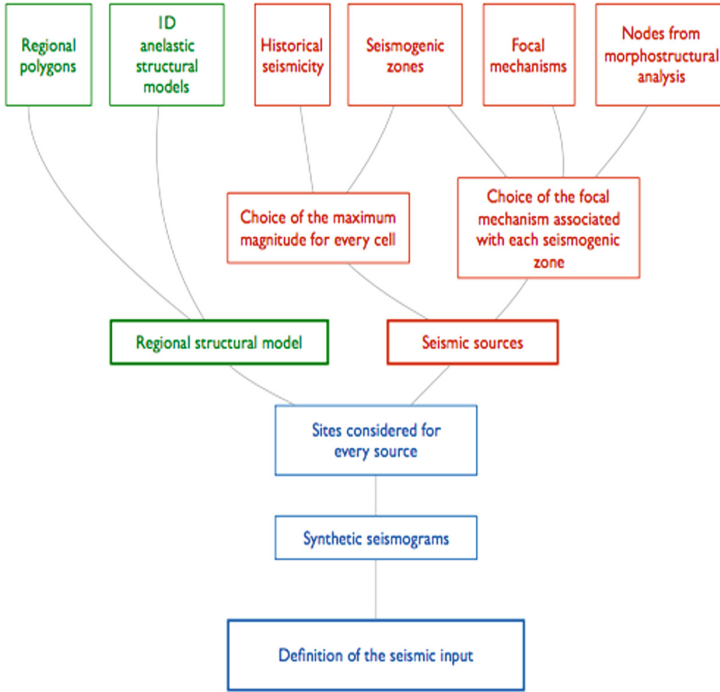 Regional
polygons
1D
anelastic
structural
models
Historical
seismicity
Seismogenic
zones
Focal
mechanisms
Nodes from
morphostructural
analysis
Choice of the maximum
magnitude for every cell
Choice of the focal
mechanism associated
with each seismogenic
zone
Regional structural model
Seismic sources
Sites considered for
every source
Synthetic seismograms
Definition of the seismic input